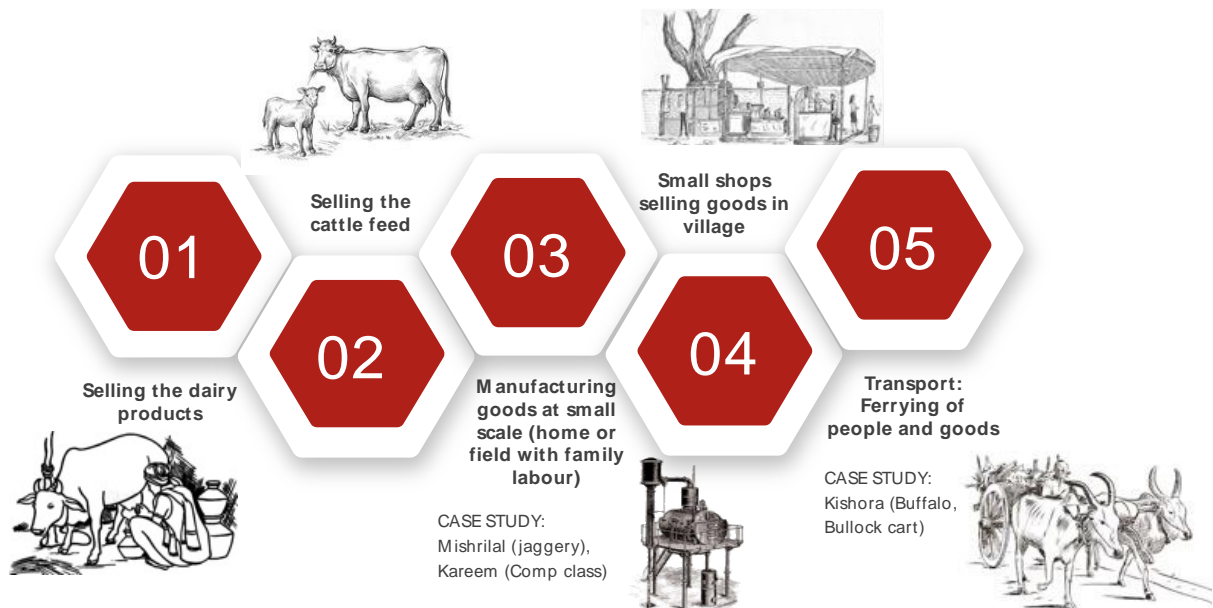 01
Selling the dairy
products
Selling the
cattle feed
02
03
Manufacturing
goods at small
scale (home or
field with family
labour)
CASE STUDY:
Mishrilal (jaggery),
Kareem (Comp class)
Small shops
selling goods in
village
04
05
Transport:
Ferrying of
people and goods
CASE STUDY:
Kishora (Buffalo,
Bullock cart)